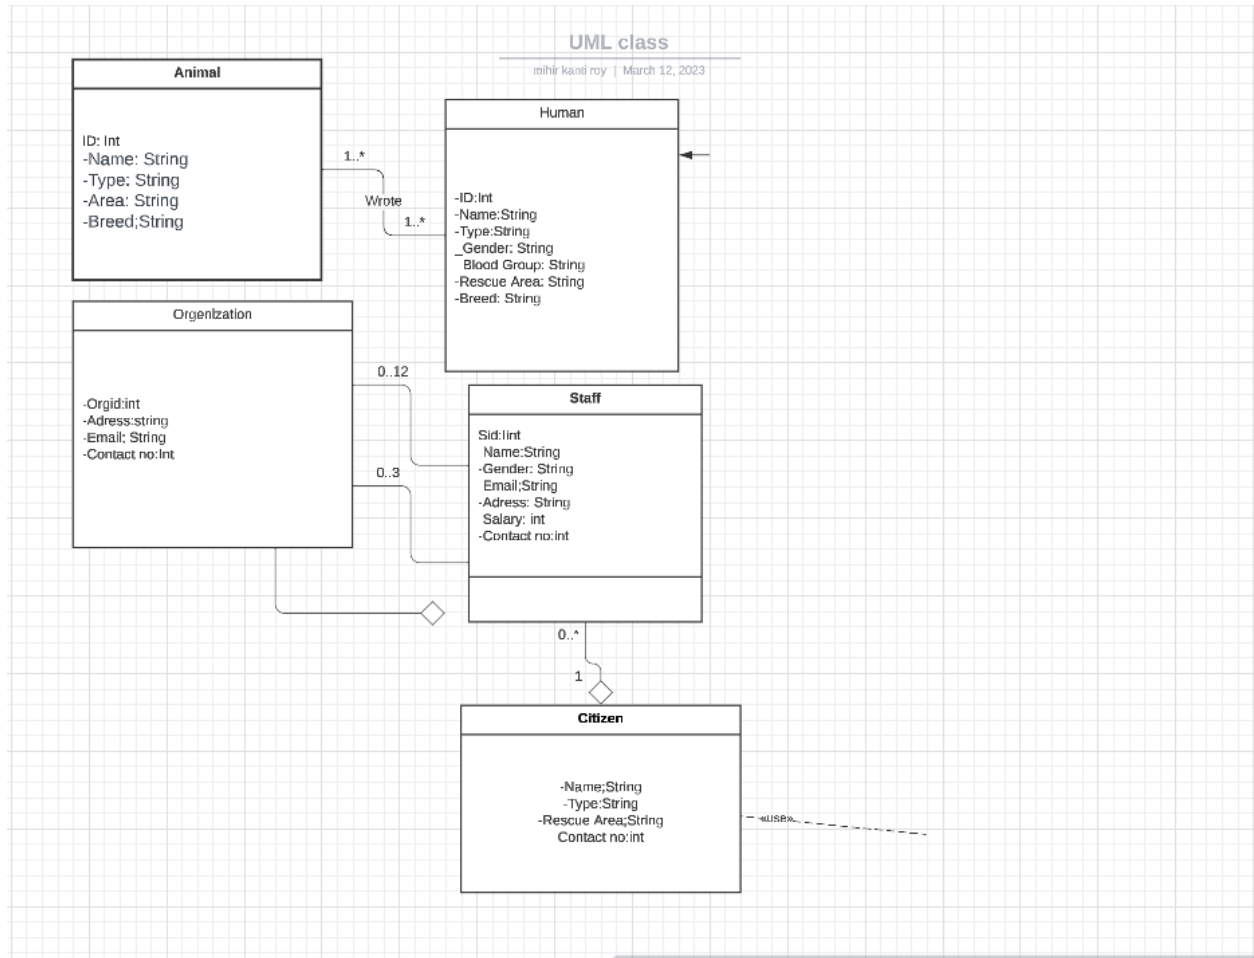 UML class
mihir kanti roy | March 12, 2023
Animal
ID: Int
-Name: String
-Type: String
-Area: String
-Breed;String
1..*
Wrote
1..*
Human
-ID:Int
-Name:String
-Type:String
_Gender: String
Blood Group: String
-Rescue Area: String
-Breed: String
Orgenization
-Orgid:int
-Adress:string
-Email; String
-Contact no:Int
0..12
0..3
Staff
Sid:Iint
Name:String
-Gender: String
Email;String
-Adress: String
Salary: int
-Contact no:int
0..*
1
Citizen
-Name;String
-Type:String
-Rescue Area;String
Contact no:int
«use»